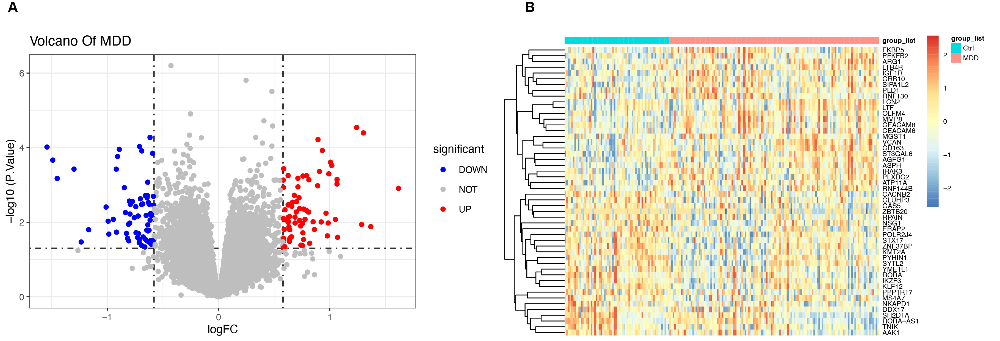 A
Volcano Of MDD
−log10 (P.Value)
6
4
2
0
−1
0
1
logFC
significant
DOWN
NOT
UP
B
group_list
FKBP5
PFKFB2
ARG1
LTB4R
IGF1R
GRB10
SIPA1L2
PLD1
RNF130
LCN2
LTF
OLFM4
MMP8
CEACAM8
CEACAM6
MGST1
VCAN
CD163
ST3GAL6
AGFG1
ASPH
IRAK3
PLXDC2
ATP11A
RNF144B
CACNB2
CLUHP3
GAS5
ZBTB20
RPAIN
NSG1
ERAP2
POLR2J4
STX17
ZNF37BP
KMT2A
PYHIN1
SYTL2
YME1L1
RORA
IKZF3
KLF12
PPP1R17
MS4A7
NKAPD1
DDX17
SH2D1A
RORA−AS1
TNIK
AAK1
2
1
0
−1
−2
group_list
Ctrl
MDD